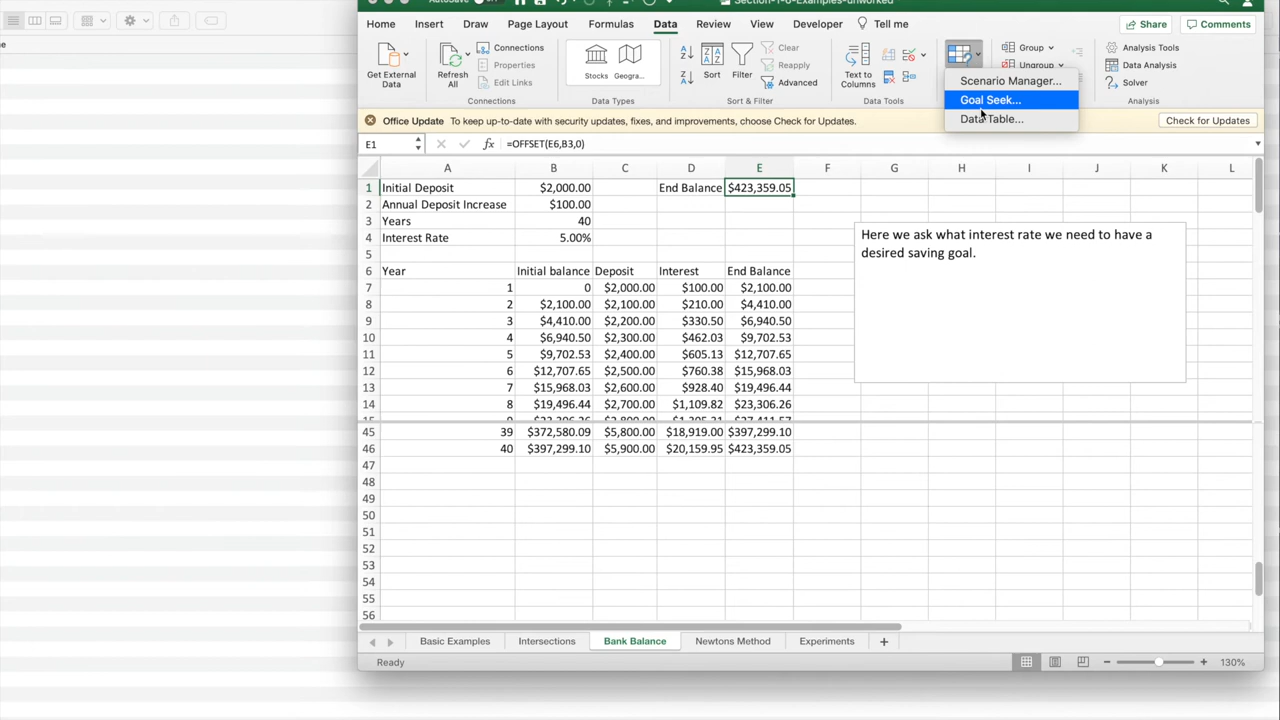 AutoSave
Section-1-6-Examples-unworked
Home Insert Draw Page Layout Formulas Data Review View Developer Tell me Share Comments
Get External Data
Refresh All
Connections
Properties
Edit Links
Connections
Stocks Geogra...
Data Types
Sort
Filter
Clear
Reapply
Advanced
Sort & Filter
Text to Columns
Data Tools
Scenario Manager...
Goal Seek...
Data Table...
Group
Ungroup
Analysis Tools
Data Analysis
Solver
Analysis
Office Update To keep up-to-date with security updates, fixes, and improvements, choose Check for Updates. Check for Updates
E1 fx =OFFSET(E6,B3,0)
A B C D E F G H I J K L
1 Initial Deposit $2,000.00 End Balance $423,359.05
2 Annual Deposit Increase $100.00
3 Years 40
4 Interest Rate 5.00%
5
6 Year Initial balance Deposit Interest End Balance
7 1 0 $2,000.00 $100.00 $2,100.00
8 2 $2,100.00 $2,100.00 $210.00 $4,410.00
9 3 $4,410.00 $2,200.00 $330.50 $6,940.50
10 4 $6,940.50 $2,300.00 $462.03 $9,702.53
11 5 $9,702.53 $2,400.00 $605.13 $12,707.65
12 6 $12,707.65 $2,500.00 $760.38 $15,968.03
13 7 $15,968.03 $2,600.00 $928.40 $19,496.44
14 8 $19,496.44 $2,700.00 $1,109.82 $23,306.26
45 39 $372,580.09 $5,800.00 $18,919.00 $397,299.10
46 40 $397,299.10 $5,900.00 $20,159.95 $423,359.05
47
48
49
50
51
52
53
54
55
56
Here we ask what interest rate we need to have a
desired saving goal.
Basic Examples Intersections Bank Balance Newtons Method Experiments +
Ready 130%